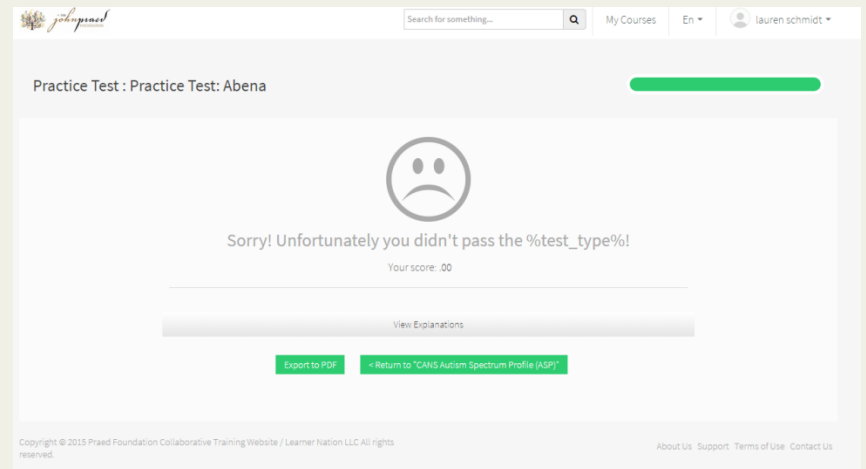 john praed
Search for something...
My Courses
En
lauren schmidt
Practice Test : Practice Test: Abena
Sorry! Unfortunately you didn't pass the %test_type%!
Your score: .00
View Explanations
Export to PDF
< Return to "CANS Autism Spectrum Profile (ASP)"
Copyright © 2015 Praed Foundation Collaborative Training Website / Learner Nation LLC All rights
reserved.
About Us Support Terms of Use Contact Us